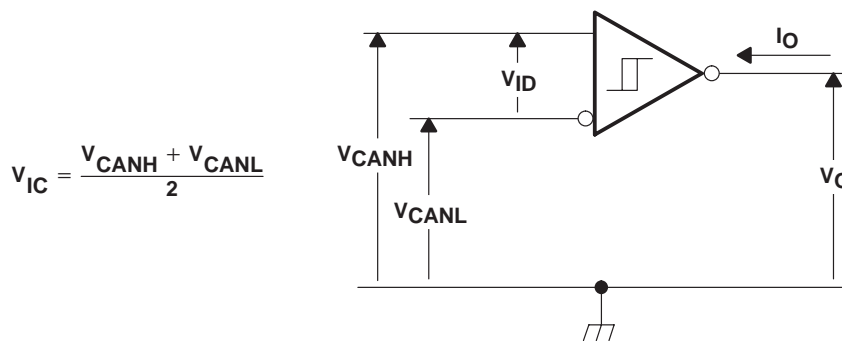 V_IC = (V_CANH + V_CANL) / 2
I_O
V_ID
V_CANH
V_CANL